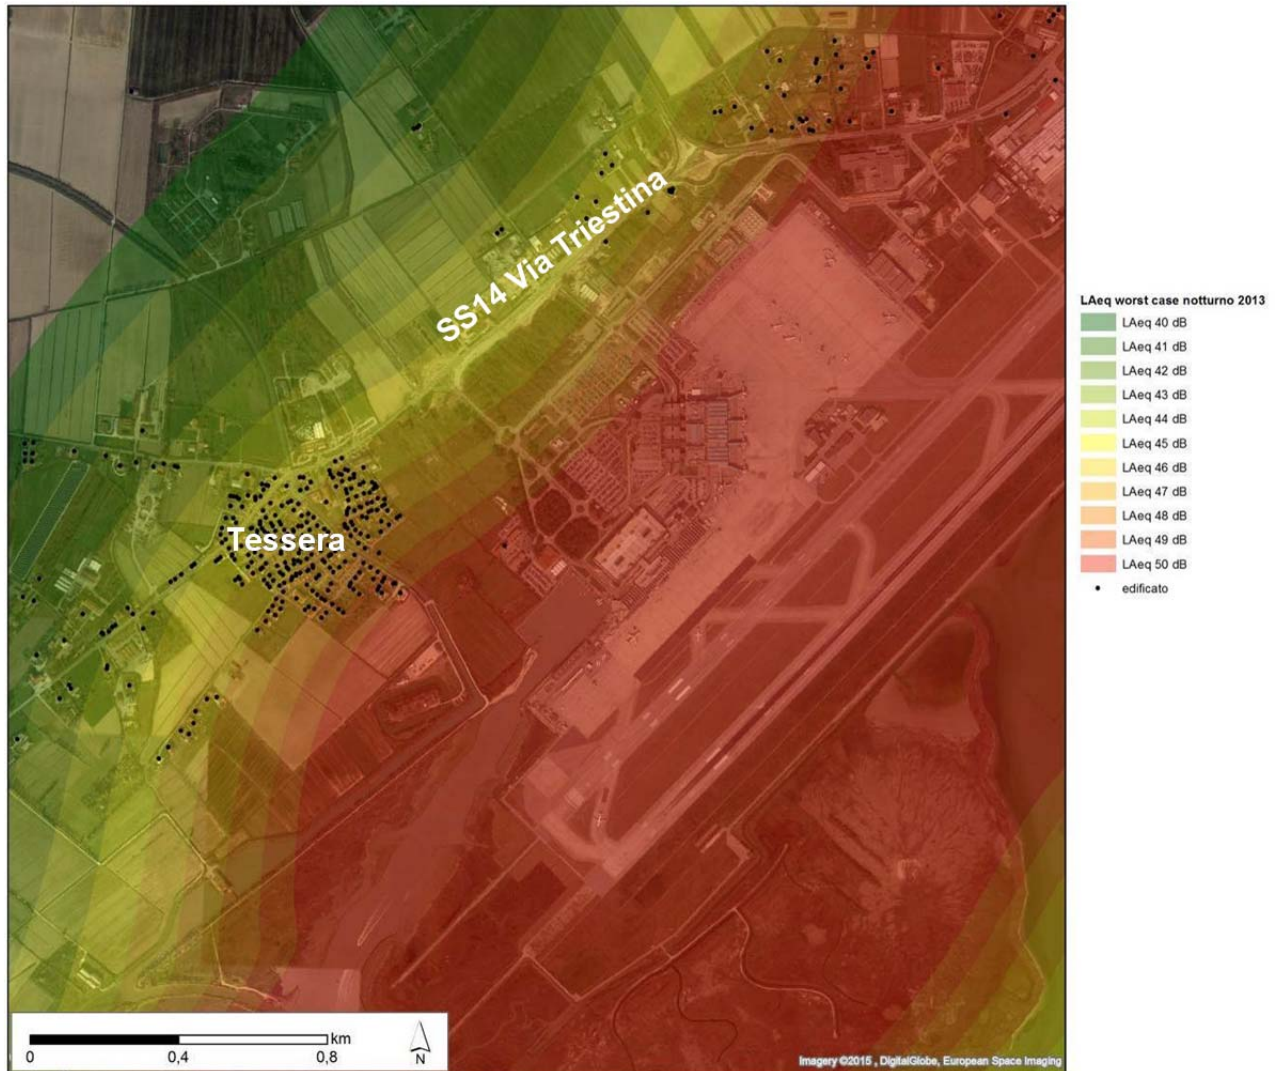 SS14 Via Triestina
Tessera
LAeq worst case notturno 2013
LAeq 40 dB
LAeq 41 dB
LAeq 42 dB
LAeq 43 dB
LAeq 44 dB
LAeq 45 dB
LAeq 46 dB
LAeq 47 dB
LAeq 48 dB
LAeq 49 dB
LAeq 50 dB
edificato
km
0 0,4 0,8
N
Imagery ©2015 , DigitalGlobe, European Space Imaging